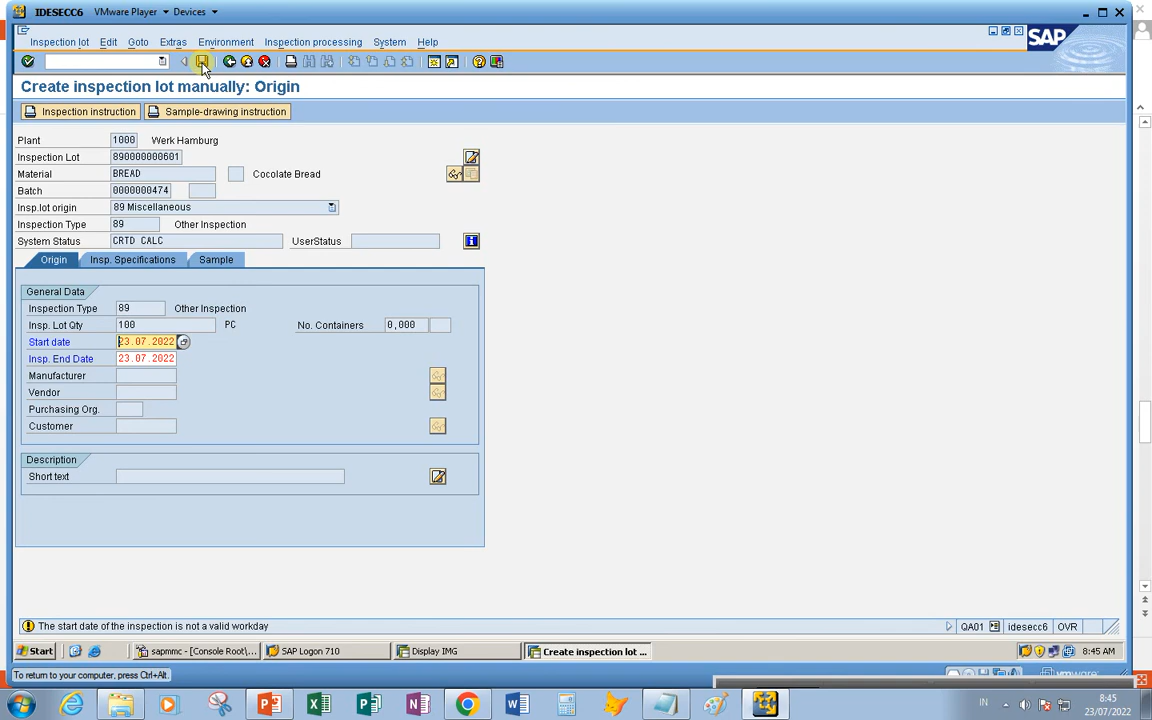 IDESECC6 VMware Player Devices
Inspection lot Edit Goto Extras Environment Inspection processing System Help
SAP
Create inspection lot manually: Origin
Inspection instruction Sample-drawing instruction
Plant 1000 Werk Hamburg
Inspection Lot 890000000601
Material BREAD Cocolate Bread
Batch 0000000474
Insp.lot origin 89 Miscellaneous
Inspection Type 89 Other Inspection
System Status CRTD CALC UserStatus
Origin Insp. Specifications Sample
General Data
Inspection Type 89 Other Inspection
Insp. Lot Qty 100 PC No. Containers 0,000
Start date 23.07.2022
Insp. End Date 23.07.2022
Manufacturer
Vendor
Purchasing Org.
Customer
Description
Short text
The start date of the inspection is not a valid workday QA01 idesecc6 OVR
Start sapmmc - [Console Root\... SAP Logon 710 Display IMG Create inspection lot ... 8:45 AM
To return to your computer, press Ctrl+Alt. vmware
IN 8:45
23/07/2022